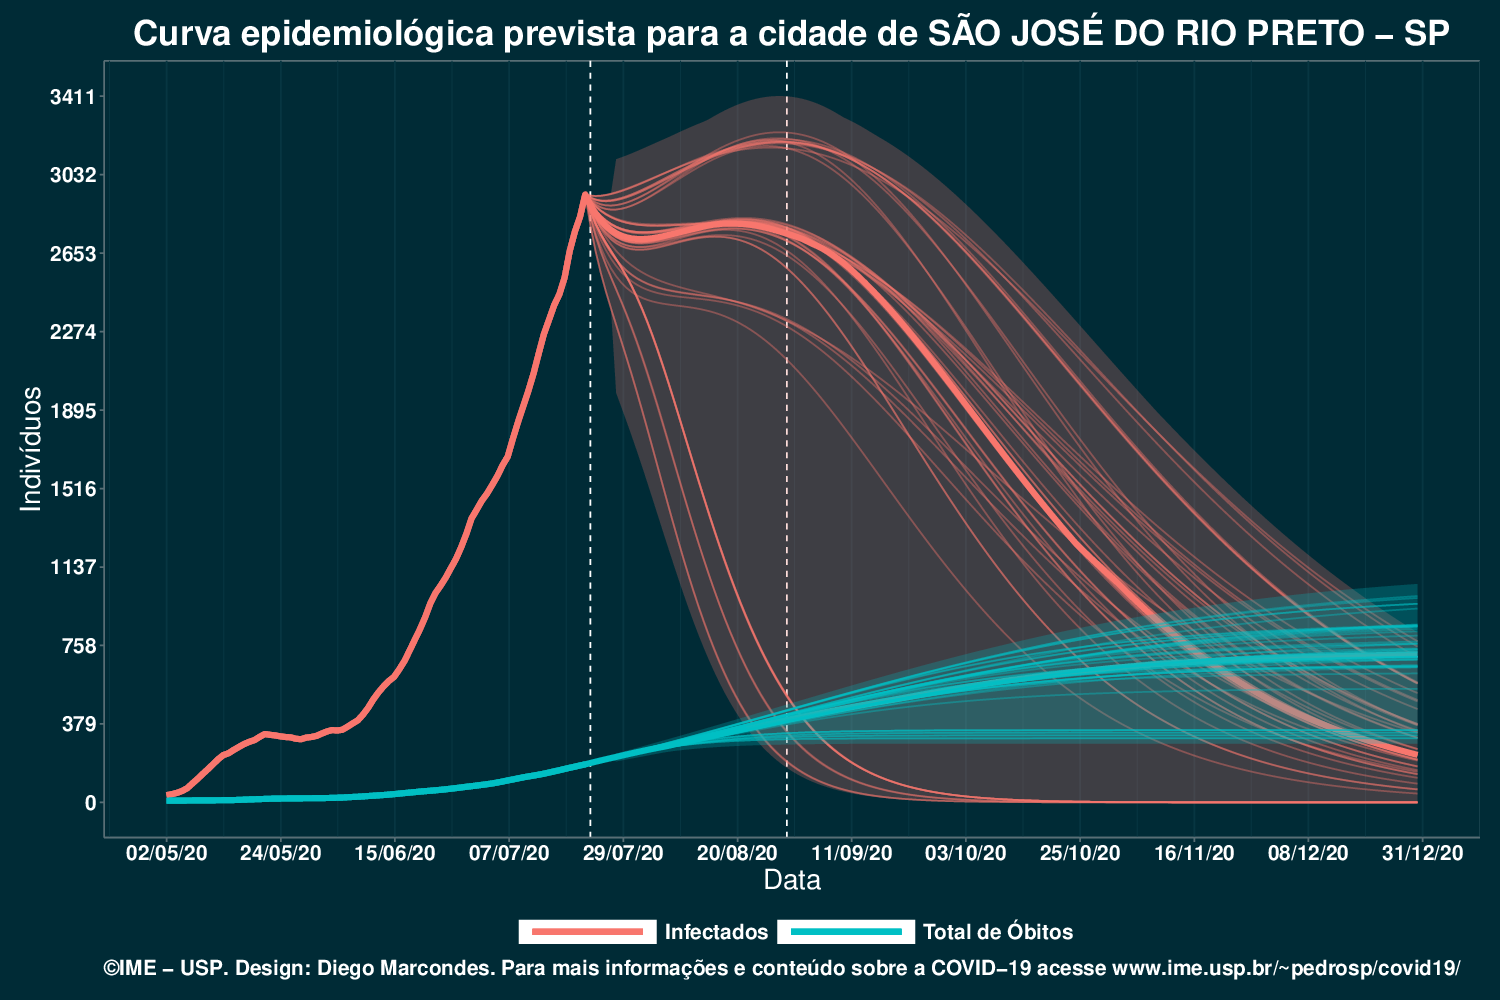 Curva epidemiológica prevista para a cidade de SÃO JOSÉ DO RIO PRETO – SP
3411
3032
2653
2274
1895
1516
1137
758
379
0
Indivíduos
02/05/20 24/05/20 15/06/20 07/07/20 29/07/20 20/08/20 11/09/20 03/10/20 25/10/20 16/11/20 08/12/20 31/12/20
Data
Infectados Total de Óbitos
©IME – USP. Design: Diego Marcondes. Para mais informações e conteúdo sobre a COVID–19 acesse www.ime.usp.br/~pedrosp/covid19/